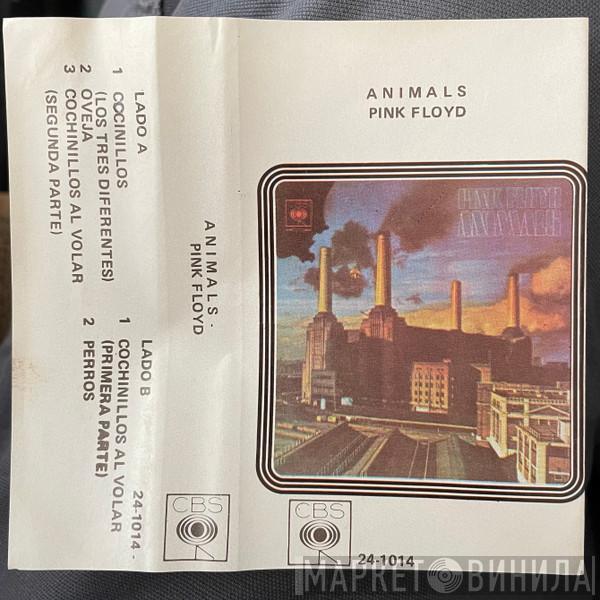 ANIMALS
PINK FLOYD
PINK FLOYD
ANIMALS
CBS
24-1014
ANIMALS -
PINK FLOYD
CBS
LADO A
1 COCINILLOS
(LOS TRES DIFERENTES)
2 OVEJA
3 COCHINILLOS AL VOLAR
(SEGUNDA PARTE)
24-1014 -
LADO B
1 COCHINILLOS AL VOLAR
(PRIMERA PARTE)
2 PERROS
МАРКЕТ ВИНИЛА